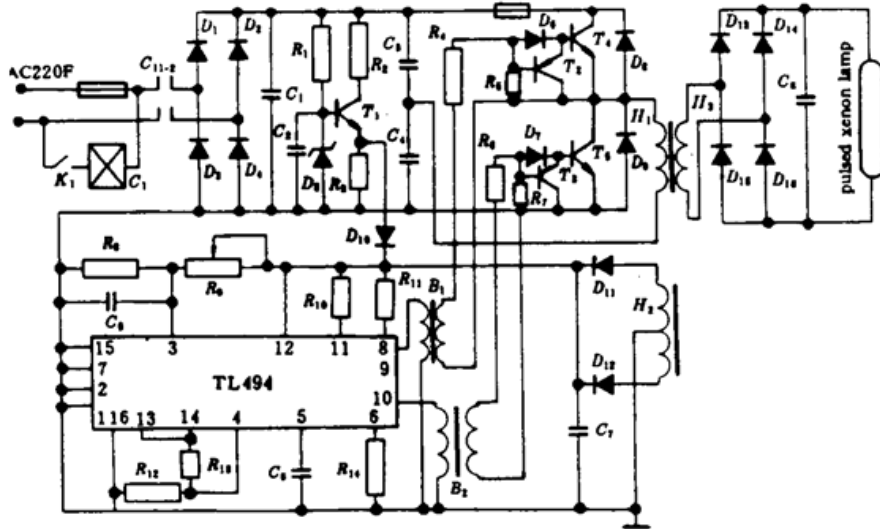 D₁
D₂
C₁₁₋₂
AC220F
R₁
R₂
C₃
C₁
T₁
C₂
C₄
D₃
D₄
D₅
R₃
K₁
C₁
R₄
D₆
T₄
T₂
R₅
D₈
R₆
D₇
T₅
T₃
R₇
D₉
H₁
H₃
D₁₃
D₁₄
C₈
D₁₅
D₁₆
pulsed xenon lamp
D₁₀
R₈
R₉
R₁₀
R₁₁
B₁
C₅
D₁₁
H₂
D₁₂
C₇
15 3 12 11 8
7 9
2 TL494 10
1 16 13 14 4 5 6
R₁₂
R₁₃
C₆
R₁₄
B₂